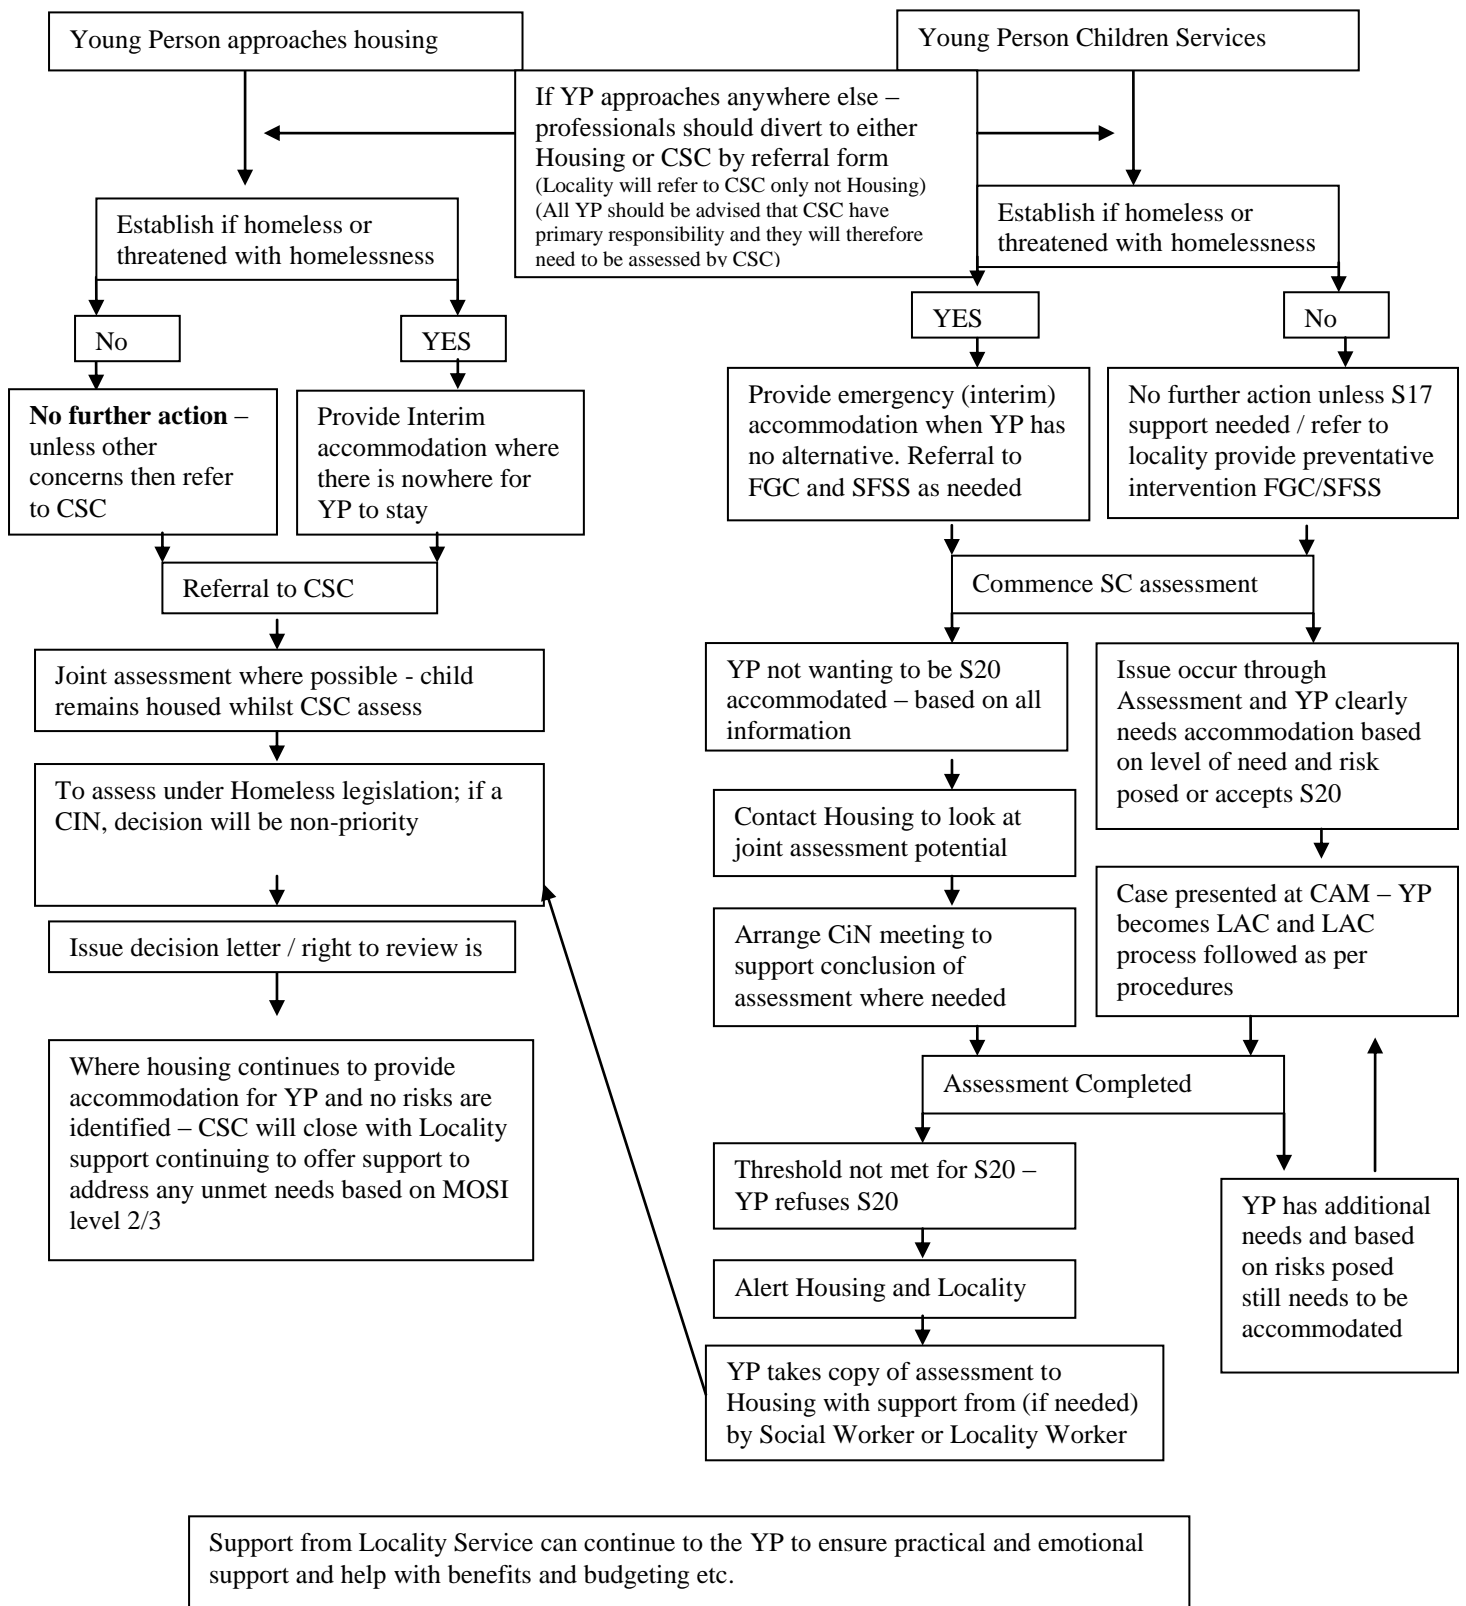 Young Person approaches housing
Young Person Children Services
If YP approaches anywhere else –
professionals should divert to either
Housing or CSC by referral form
(Locality will refer to CSC only not Housing)
(All YP should be advised that CSC have
primary responsibility and they will therefore
need to be assessed by CSC)
Establish if homeless or
threatened with homelessness
Establish if homeless or
threatened with homelessness
No
YES
YES
No
No further action –
unless other
concerns then refer
to CSC
Provide Interim
accommodation where
there is nowhere for
YP to stay
Provide emergency (interim)
accommodation when YP has
no alternative. Referral to
FGC and SFSS as needed
No further action unless S17
support needed / refer to
locality provide preventative
intervention FGC/SFSS
Referral to CSC
Commence SC assessment
Joint assessment where possible - child
remains housed whilst CSC assess
YP not wanting to be S20
accommodated – based on all
information
Issue occur through
Assessment and YP clearly
needs accommodation based
on level of need and risk
posed or accepts S20
To assess under Homeless legislation; if a
CIN, decision will be non-priority
Contact Housing to look at
joint assessment potential
Case presented at CAM – YP
becomes LAC and LAC
process followed as per
procedures
Issue decision letter / right to review is
Arrange CiN meeting to
support conclusion of
assessment where needed
Where housing continues to provide
accommodation for YP and no risks are
identified – CSC will close with Locality
support continuing to offer support to
address any unmet needs based on MOSI
level 2/3
Assessment Completed
Threshold not met for S20 –
YP refuses S20
YP has additional
needs and based
on risks posed
still needs to be
accommodated
Alert Housing and Locality
YP takes copy of assessment to
Housing with support from (if needed)
by Social Worker or Locality Worker
Support from Locality Service can continue to the YP to ensure practical and emotional
support and help with benefits and budgeting etc.